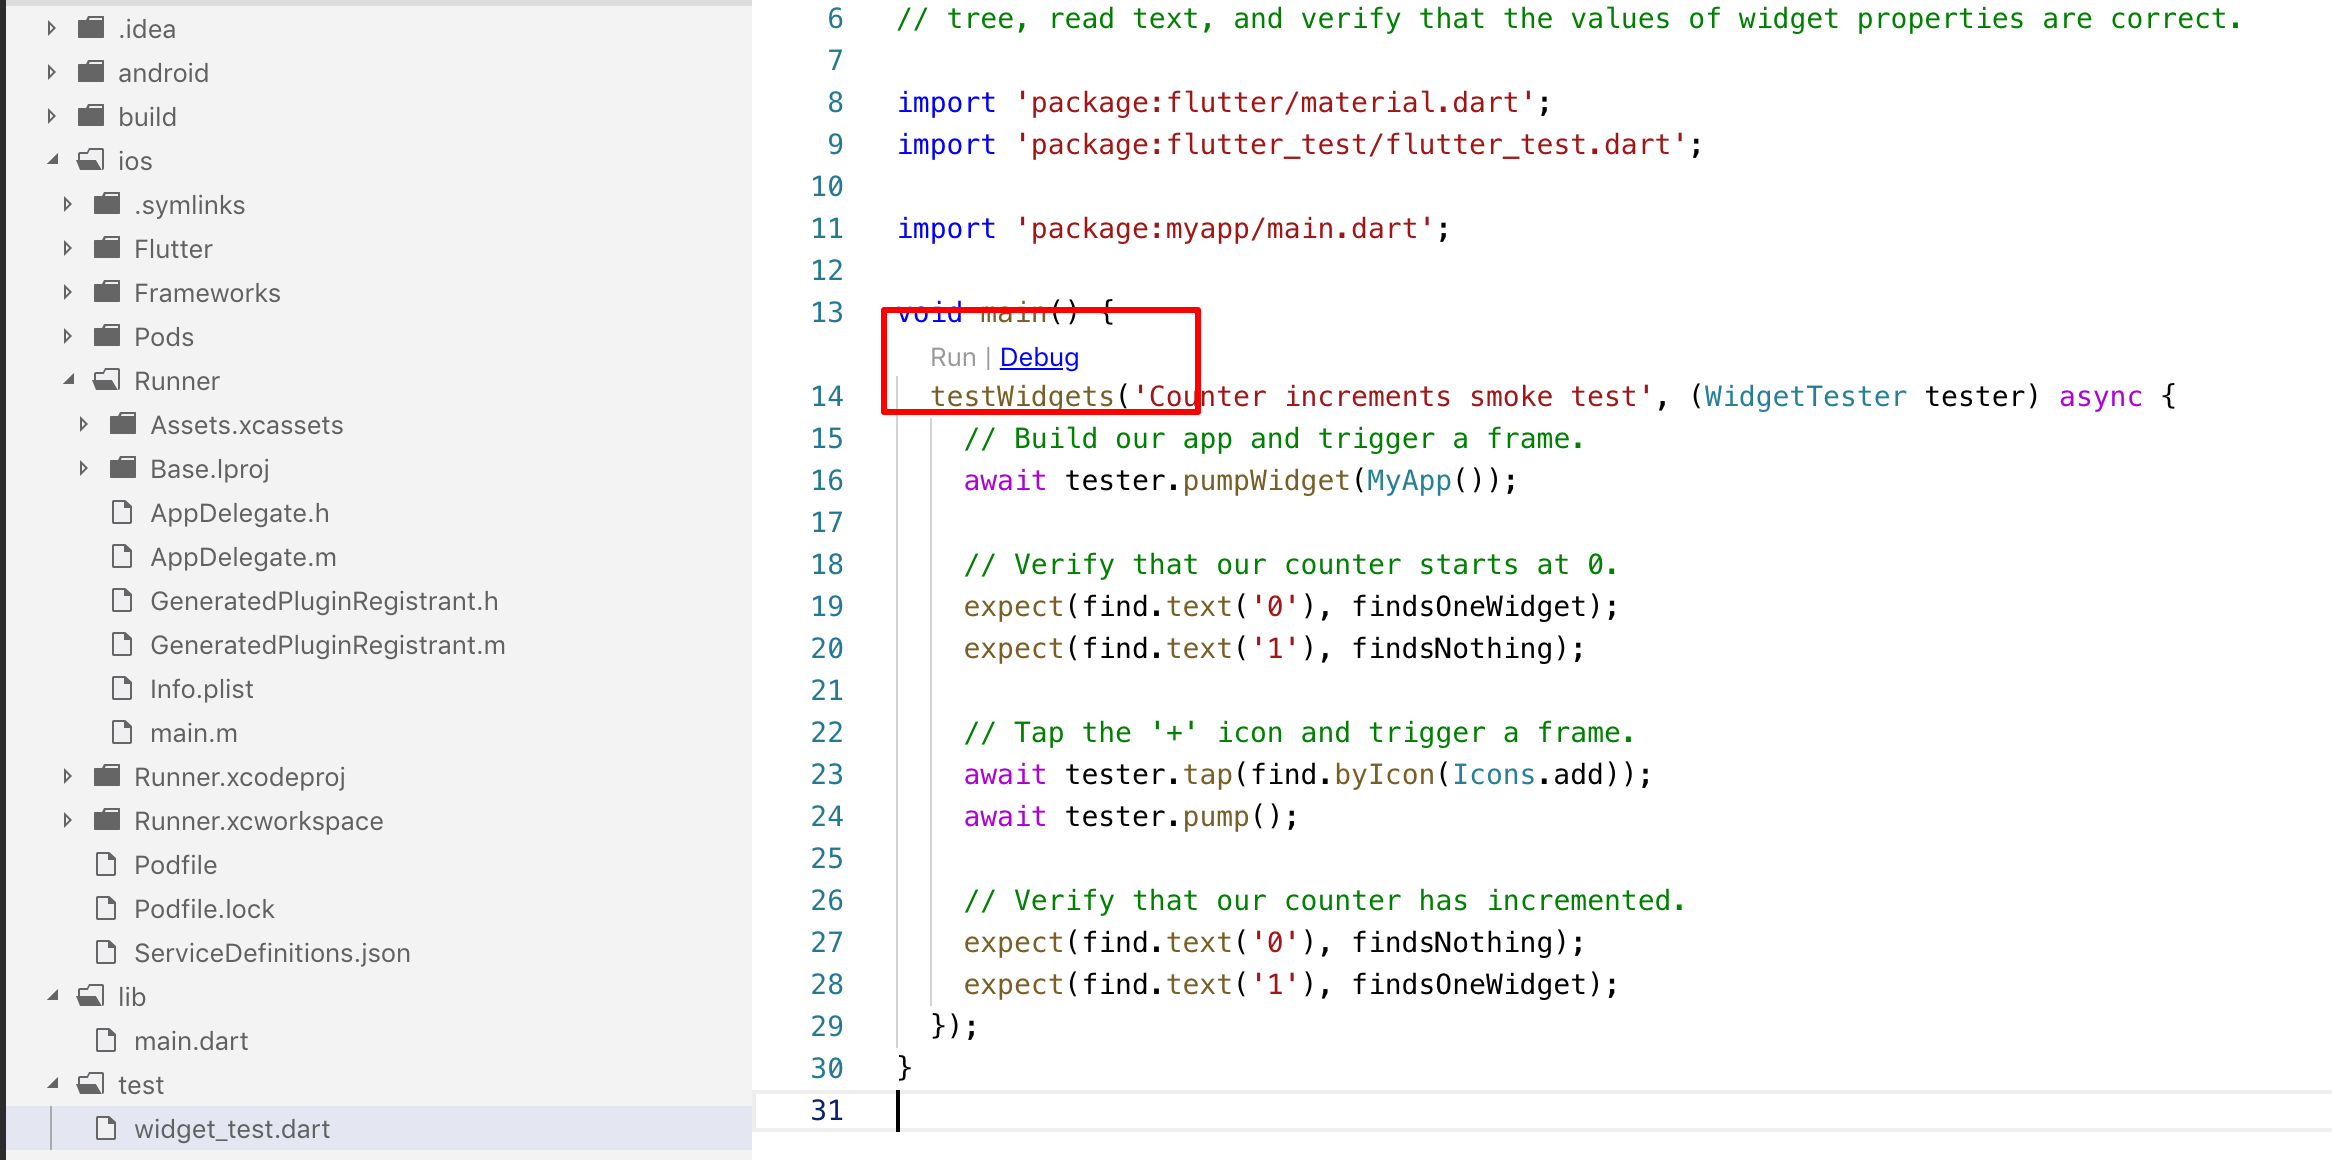 .idea
android
build
ios
.symlinks
Flutter
Frameworks
Pods
Runner
Assets.xcassets
Base.lproj
AppDelegate.h
AppDelegate.m
GeneratedPluginRegistrant.h
GeneratedPluginRegistrant.m
Info.plist
main.m
Runner.xcodeproj
Runner.xcworkspace
Podfile
Podfile.lock
ServiceDefinitions.json
lib
main.dart
test
widget_test.dart
6 // tree, read text, and verify that the values of widget properties are correct.
7
8 import 'package:flutter/material.dart';
9 import 'package:flutter_test/flutter_test.dart';
10
11 import 'package:myapp/main.dart';
12
13 void main() {
Run | Debug
14 testWidgets('Counter increments smoke test', (WidgetTester tester) async {
15 // Build our app and trigger a frame.
16 await tester.pumpWidget(MyApp());
17
18 // Verify that our counter starts at 0.
19 expect(find.text('0'), findsOneWidget);
20 expect(find.text('1'), findsNothing);
21
22 // Tap the '+' icon and trigger a frame.
23 await tester.tap(find.byIcon(Icons.add));
24 await tester.pump();
25
26 // Verify that our counter has incremented.
27 expect(find.text('0'), findsNothing);
28 expect(find.text('1'), findsOneWidget);
29 });
30 }
31